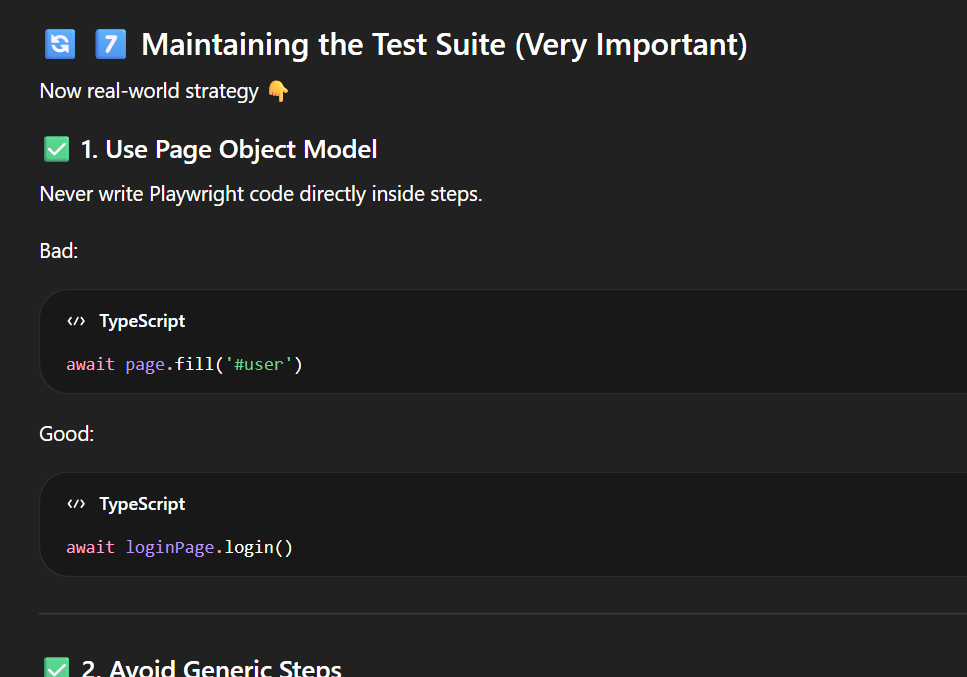 🔄 7️⃣ Maintaining the Test Suite (Very Important)
Now real-world strategy 👇
✅ 1. Use Page Object Model
Never write Playwright code directly inside steps.
Bad:
</> TypeScript
await page.fill('#user')
Good:
</> TypeScript
await loginPage.login()
✅ 2. Avoid Generic Steps